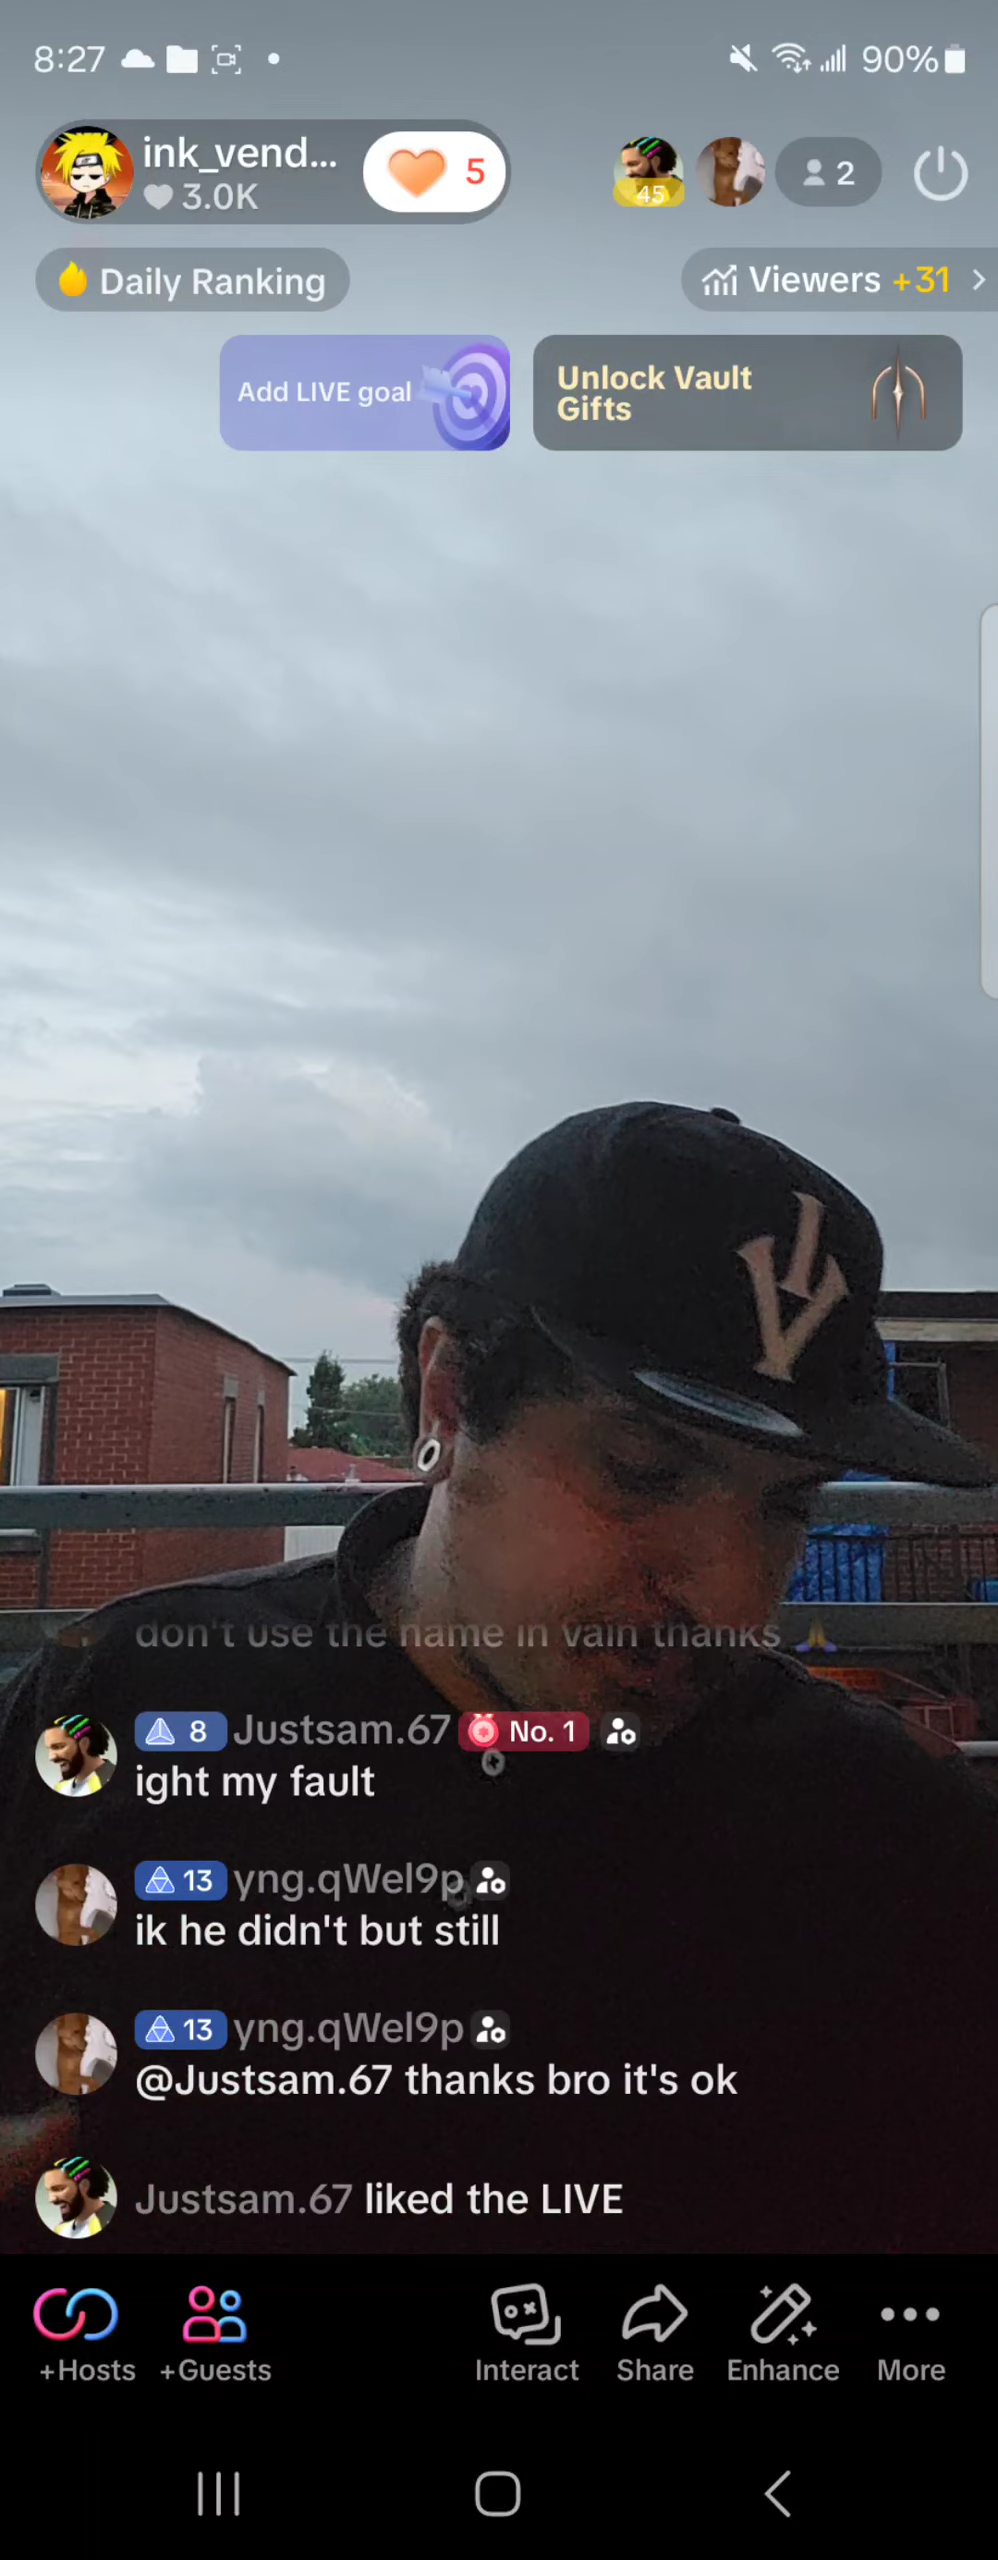 8:27
90%
ink_vend...
3.0K
5
45
2
Daily Ranking
Viewers +31
Add LIVE goal
Unlock Vault
Gifts
don't use the name in vain thanks 🙏
8 Justsam.67 No. 1
ight my fault
13 yng.qWel9p
ik he didn't but still
13 yng.qWel9p
@Justsam.67 thanks bro it's ok
Justsam.67 liked the LIVE
+Hosts
+Guests
Interact
Share
Enhance
More